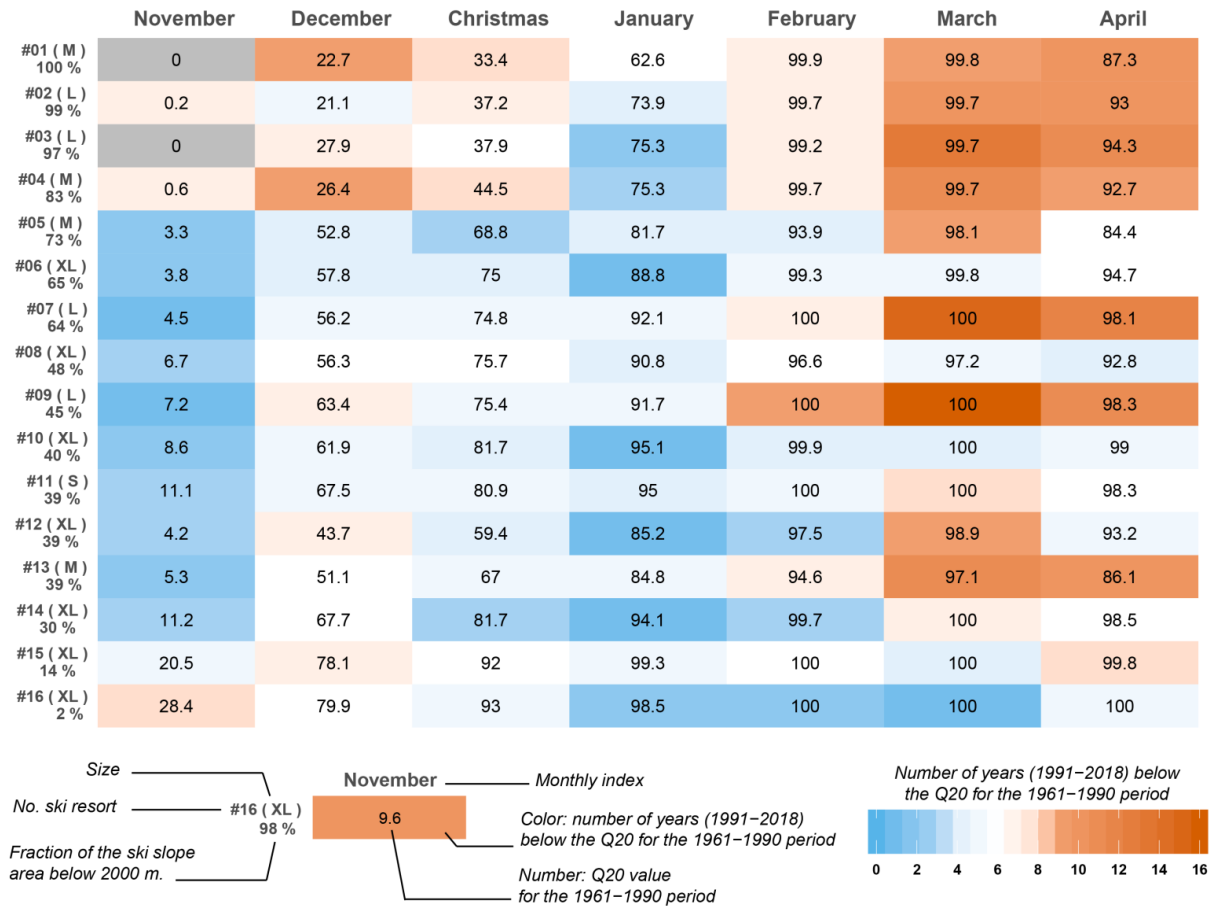 November December Christmas January February March April
#01 ( M )
100 %
0 22.7 33.4 62.6 99.9 99.8 87.3
#02 ( L )
99 %
0.2 21.1 37.2 73.9 99.7 99.7 93
#03 ( L )
97 %
0 27.9 37.9 75.3 99.2 99.7 94.3
#04 ( M )
83 %
0.6 26.4 44.5 75.3 99.7 99.7 92.7
#05 ( M )
73 %
3.3 52.8 68.8 81.7 93.9 98.1 84.4
#06 ( XL )
65 %
3.8 57.8 75 88.8 99.3 99.8 94.7
#07 ( L )
64 %
4.5 56.2 74.8 92.1 100 100 98.1
#08 ( XL )
48 %
6.7 56.3 75.7 90.8 96.6 97.2 92.8
#09 ( L )
45 %
7.2 63.4 75.4 91.7 100 100 98.3
#10 ( XL )
40 %
8.6 61.9 81.7 95.1 99.9 100 99
#11 ( S )
39 %
11.1 67.5 80.9 95 100 100 98.3
#12 ( XL )
39 %
4.2 43.7 59.4 85.2 97.5 98.9 93.2
#13 ( M )
39 %
5.3 51.1 67 84.8 94.6 97.1 86.1
#14 ( XL )
30 %
11.2 67.7 81.7 94.1 99.7 100 98.5
#15 ( XL )
14 %
20.5 78.1 92 99.3 100 100 99.8
#16 ( XL )
2 %
28.4 79.9 93 98.5 100 100 100
Size
No. ski resort
Fraction of the ski slope
area below 2000 m.
#16 ( XL )
98 %
November
9.6
Monthly index
Color: number of years (1991−2018)
below the Q20 for the 1961−1990 period
Number: Q20 value
for the 1961−1990 period
Number of years (1991−2018) below
the Q20 for the 1961−1990 period
0 2 4 6 8 10 12 14 16